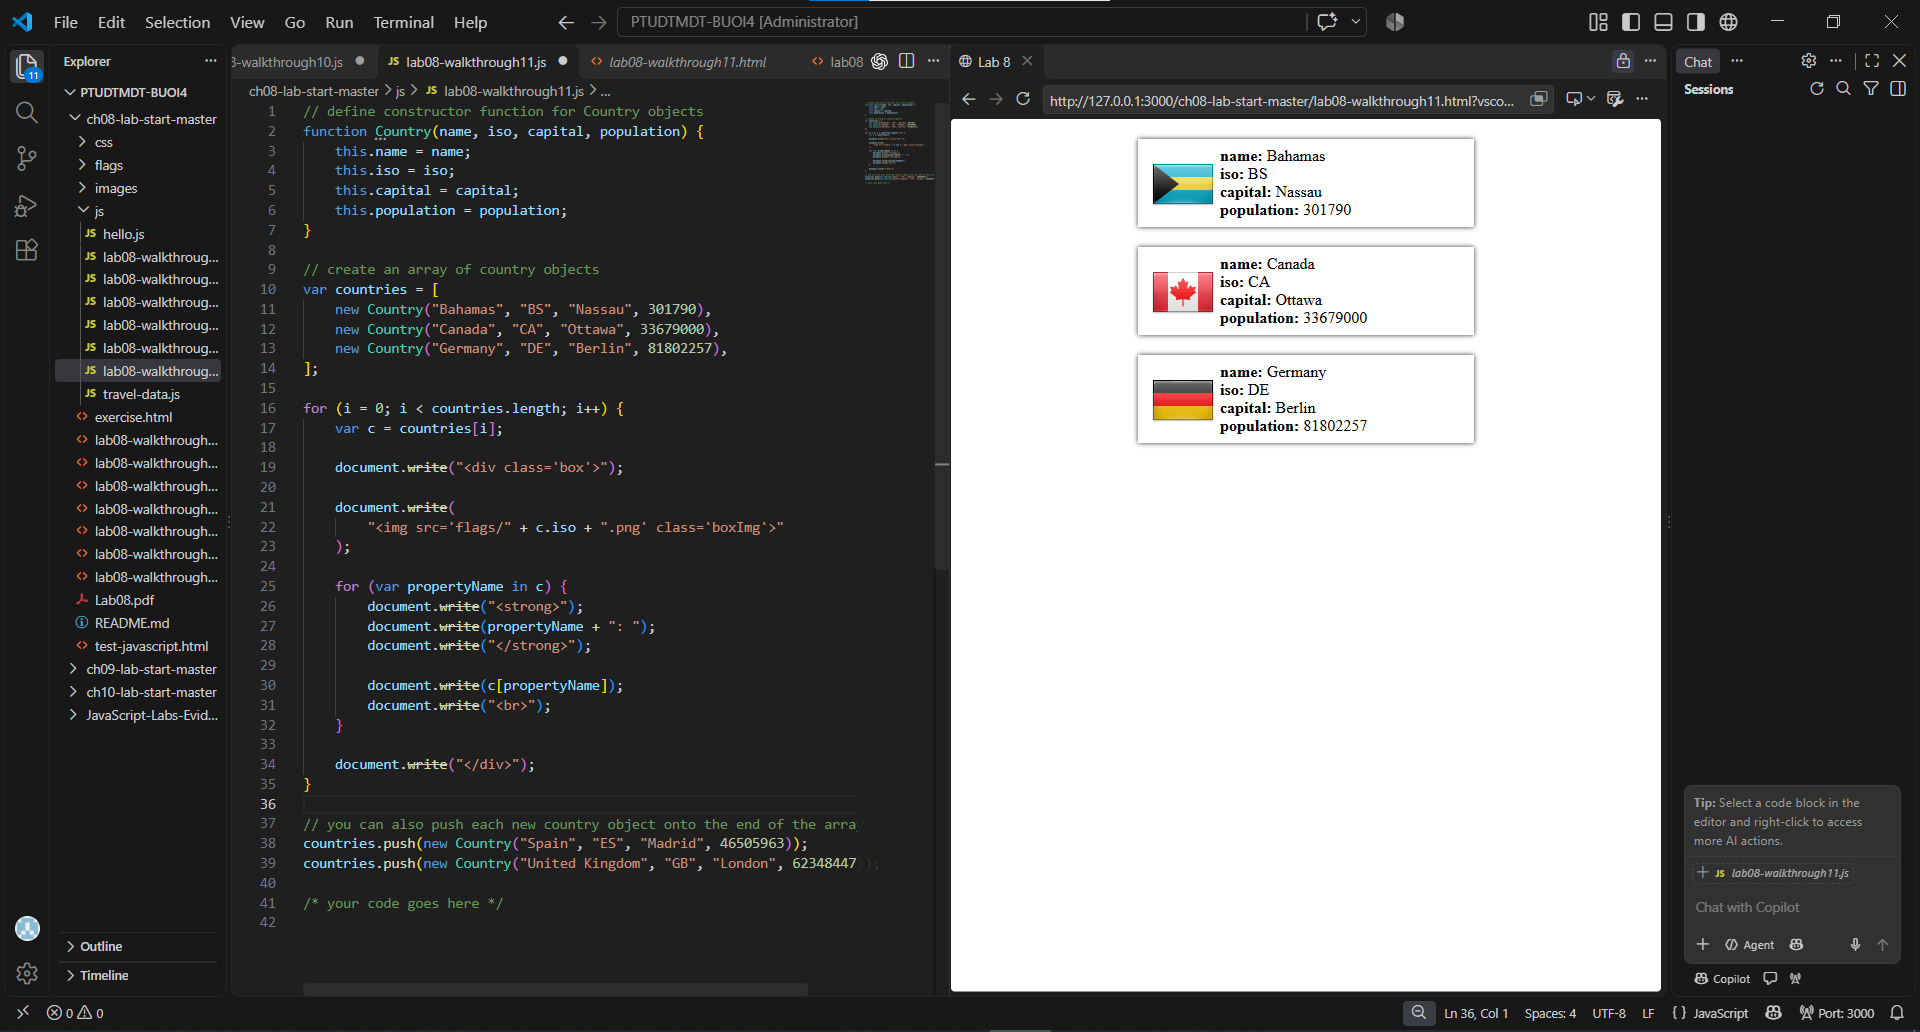 File Edit Selection View Go Run Terminal Help
PTUDTMDT-BUOI4 [Administrator]
Explorer
11
PTUDTMDT-BUOI4
ch08-lab-start-master
css
flags
images
js
JS hello.js
JS lab08-walkthroug...
JS lab08-walkthroug...
JS lab08-walkthroug...
JS lab08-walkthroug...
JS lab08-walkthroug...
JS lab08-walkthroug...
JS travel-data.js
exercise.html
lab08-walkthrough...
lab08-walkthrough...
lab08-walkthrough...
lab08-walkthrough...
lab08-walkthrough...
lab08-walkthrough...
lab08-walkthrough...
Lab08.pdf
README.md
test-javascript.html
ch09-lab-start-master
ch10-lab-start-master
JavaScript-Labs-Evid...
Outline
Timeline
8-walkthrough10.js
JS lab08-walkthrough11.js
lab08-walkthrough11.html
lab08
ch08-lab-start-master > js > JS lab08-walkthrough11.js > ...
1 // define constructor function for Country objects
2 function Country(name, iso, capital, population) {
3 this.name = name;
4 this.iso = iso;
5 this.capital = capital;
6 this.population = population;
7 }
8
9 // create an array of country objects
10 var countries = [
11 new Country("Bahamas", "BS", "Nassau", 301790),
12 new Country("Canada", "CA", "Ottawa", 33679000),
13 new Country("Germany", "DE", "Berlin", 81802257),
14 ];
15
16 for (i = 0; i < countries.length; i++) {
17 var c = countries[i];
18
19 document.write("<div class='box'>");
20
21 document.write(
22 "<img src='flags/" + c.iso + ".png' class='boxImg'>"
23 );
24
25 for (var propertyName in c) {
26 document.write("<strong>");
27 document.write(propertyName + ": ");
28 document.write("</strong>");
29
30 document.write(c[propertyName]);
31 document.write("<br>");
32 }
33
34 document.write("</div>");
35 }
36
37 // you can also push each new country object onto the end of the array
38 countries.push(new Country("Spain", "ES", "Madrid", 46505963));
39 countries.push(new Country("United Kingdom", "GB", "London", 62348447));
40
41 /* your code goes here */
42
Lab 8
http://127.0.0.1:3000/ch08-lab-start-master/lab08-walkthrough11.html?vsco...
name: Bahamas
iso: BS
capital: Nassau
population: 301790
name: Canada
iso: CA
capital: Ottawa
population: 33679000
name: Germany
iso: DE
capital: Berlin
population: 81802257
Chat
Sessions
Tip: Select a code block in the
editor and right-click to access
more AI actions.
JS lab08-walkthrough11.js
Chat with Copilot
Agent
Copilot
0 0
Ln 36, Col 1 Spaces: 4 UTF-8 LF { } JavaScript Port: 3000